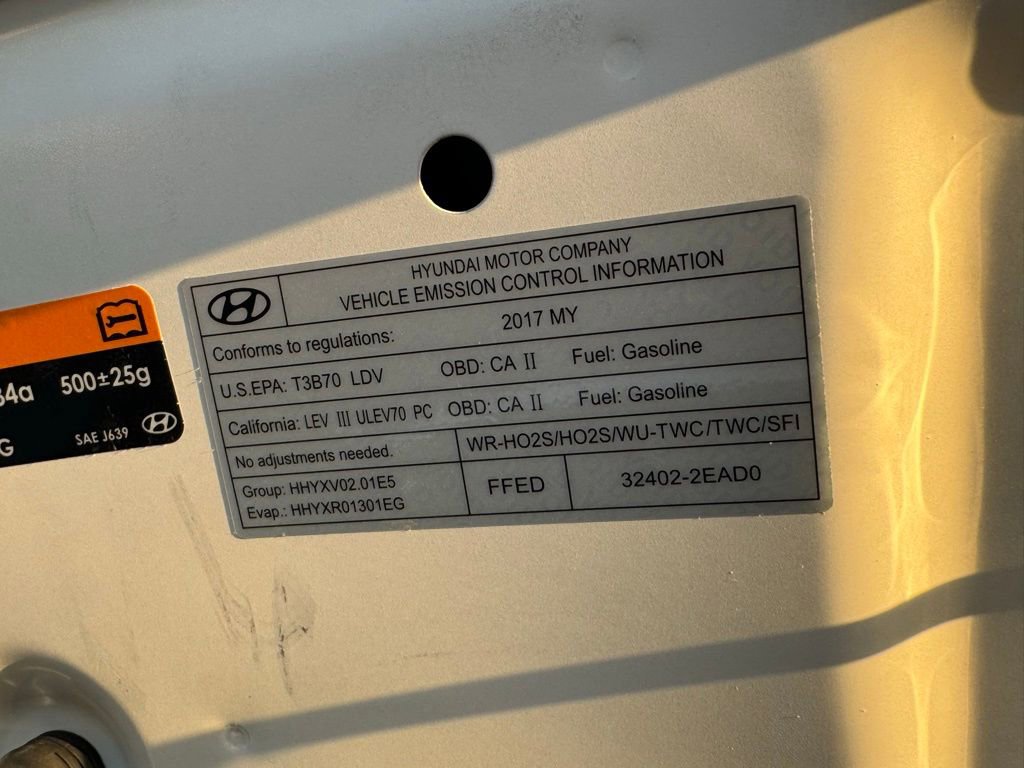 HYUNDAI MOTOR COMPANY
VEHICLE EMISSION CONTROL INFORMATION
Conforms to regulations: 2017 MY
U.S.EPA: T3B70 LDV OBD: CA II Fuel: Gasoline
California: LEV III ULEV70 PC OBD: CA II Fuel: Gasoline
No adjustments needed. WR-HO2S/HO2S/WU-TWC/TWC/SFI
Group: HHYXV02.01E5
Evap.: HHYXR01301EG
FFED
32402-2EAD0
34a 500±25g
G SAE J639